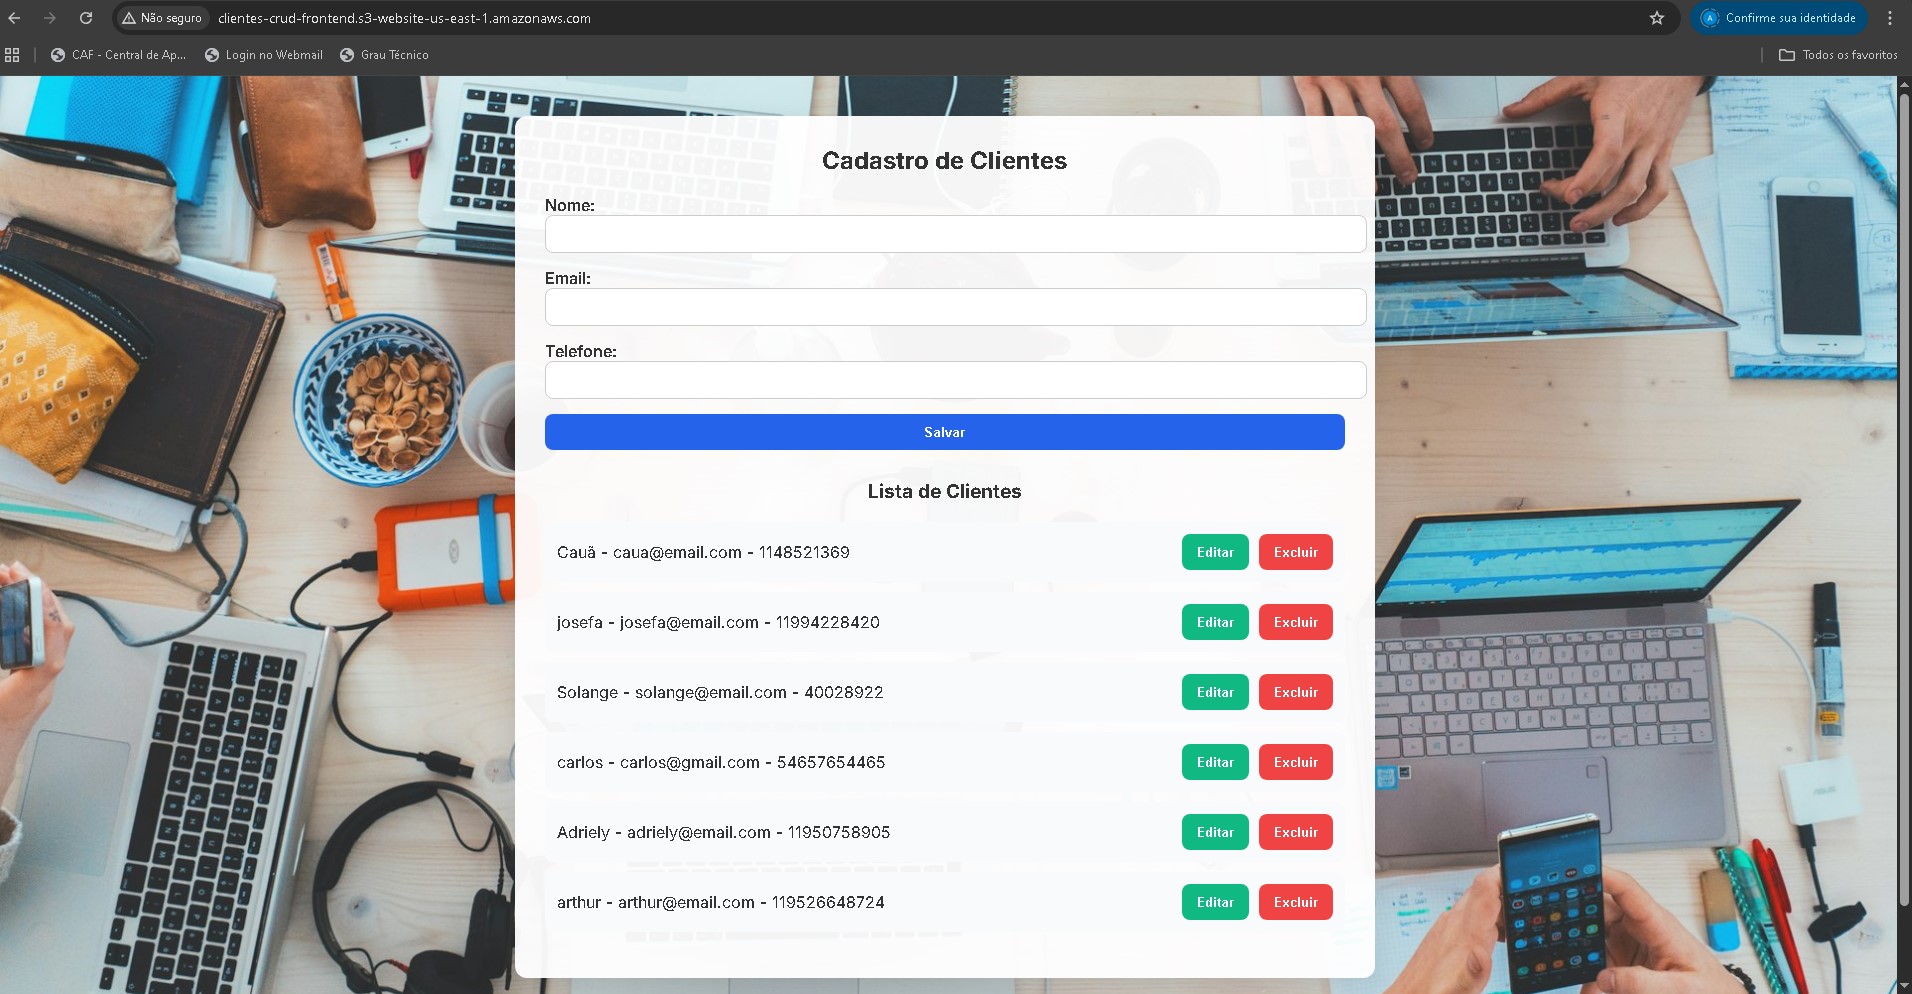 Não seguro
clientes-crud-frontend.s3-website-us-east-1.amazonaws.com
Confirme sua identidade
CAF - Central de Ap...
Login no Webmail
Grau Técnico
Todos os favoritos
Cadastro de Clientes
Nome:
Email:
Telefone:
Salvar
Lista de Clientes
Cauã - caua@email.com - 1148521369 Editar Excluir
josefa - josefa@email.com - 11994228420 Editar Excluir
Solange - solange@email.com - 40028922 Editar Excluir
carlos - carlos@gmail.com - 54657654465 Editar Excluir
Adriely - adriely@email.com - 11950758905 Editar Excluir
arthur - arthur@email.com - 119526648724 Editar Excluir